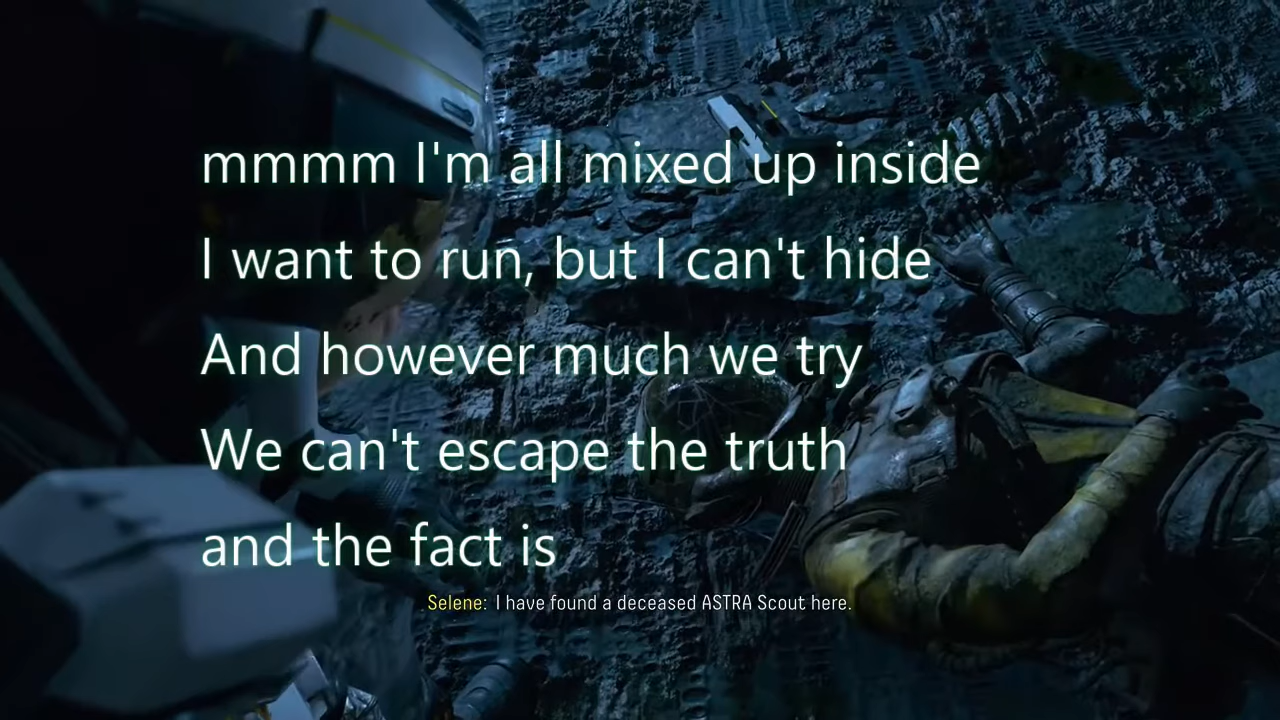 mmmm I'm all mixed up inside
I want to run, but I can't hide
And however much we try
We can't escape the truth
and the fact is
Selene: I have found a deceased ASTRA Scout here.